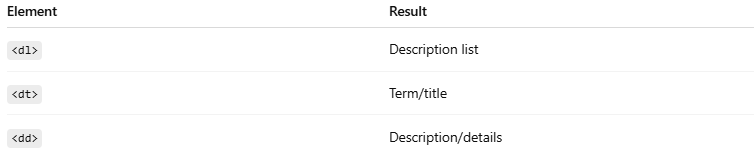 Element Result
<dl> Description list
<dt> Term/title
<dd> Description/details